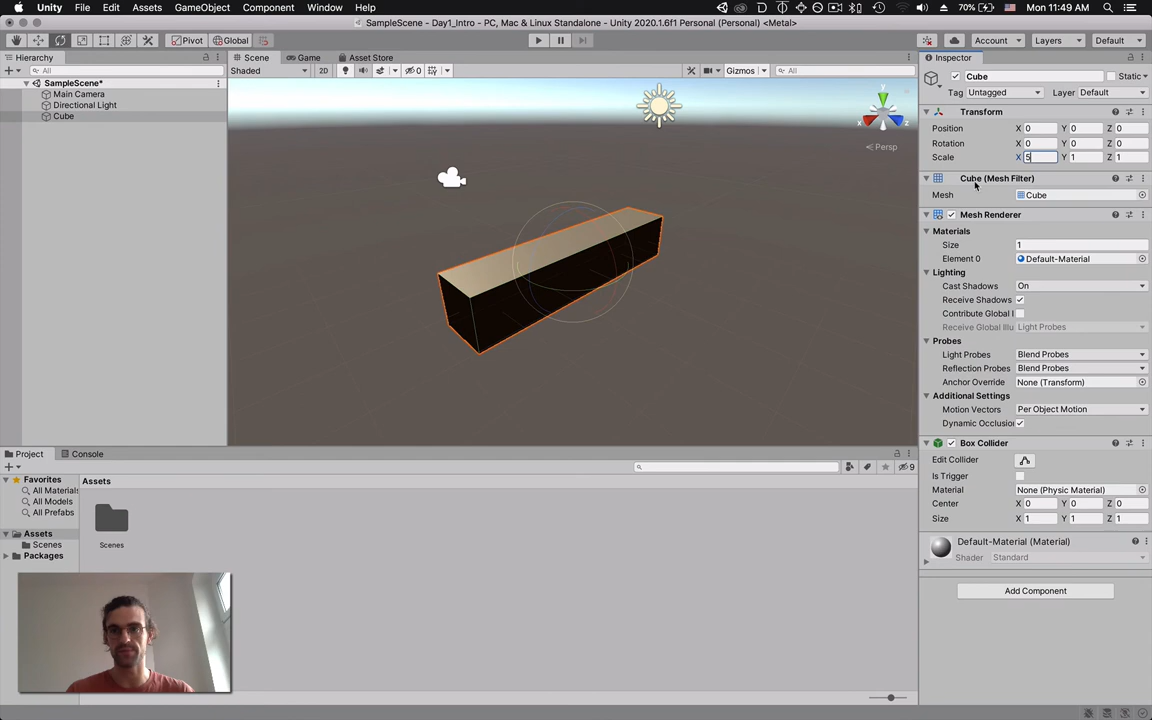 Unity File Edit Assets GameObject Component Window Help 70% Mon 11:49 AM
SampleScene - Day1_Intro - PC, Mac & Linux Standalone - Unity 2020.1.6f1 Personal (Personal) <Metal>
Pivot Global Account Layers Default
Hierarchy
All
SampleScene*
Main Camera
Directional Light
Cube
Scene Game Asset Store
Shaded 2D 0 Gizmos All
y
x z
Persp
Inspector
Cube Static
Tag Untagged Layer Default
Transform
Position X 0 Y 0 Z 0
Rotation X 0 Y 0 Z 0
Scale X 5 Y 1 Z 1
Cube (Mesh Filter)
Mesh Cube
Mesh Renderer
Materials
Size 1
Element 0 Default-Material
Lighting
Cast Shadows On
Receive Shadows
Contribute Global I
Receive Global Illu Light Probes
Probes
Light Probes Blend Probes
Reflection Probes Blend Probes
Anchor Override None (Transform)
Additional Settings
Motion Vectors Per Object Motion
Dynamic Occlusion
Box Collider
Edit Collider
Is Trigger
Material None (Physic Material)
Center X 0 Y 0 Z 0
Size X 1 Y 1 Z 1
Default-Material (Material)
Shader Standard
Add Component
Project Console
9
Favorites
All Materials
All Models
All Prefabs
Assets
Scenes
Packages
Assets
Scenes